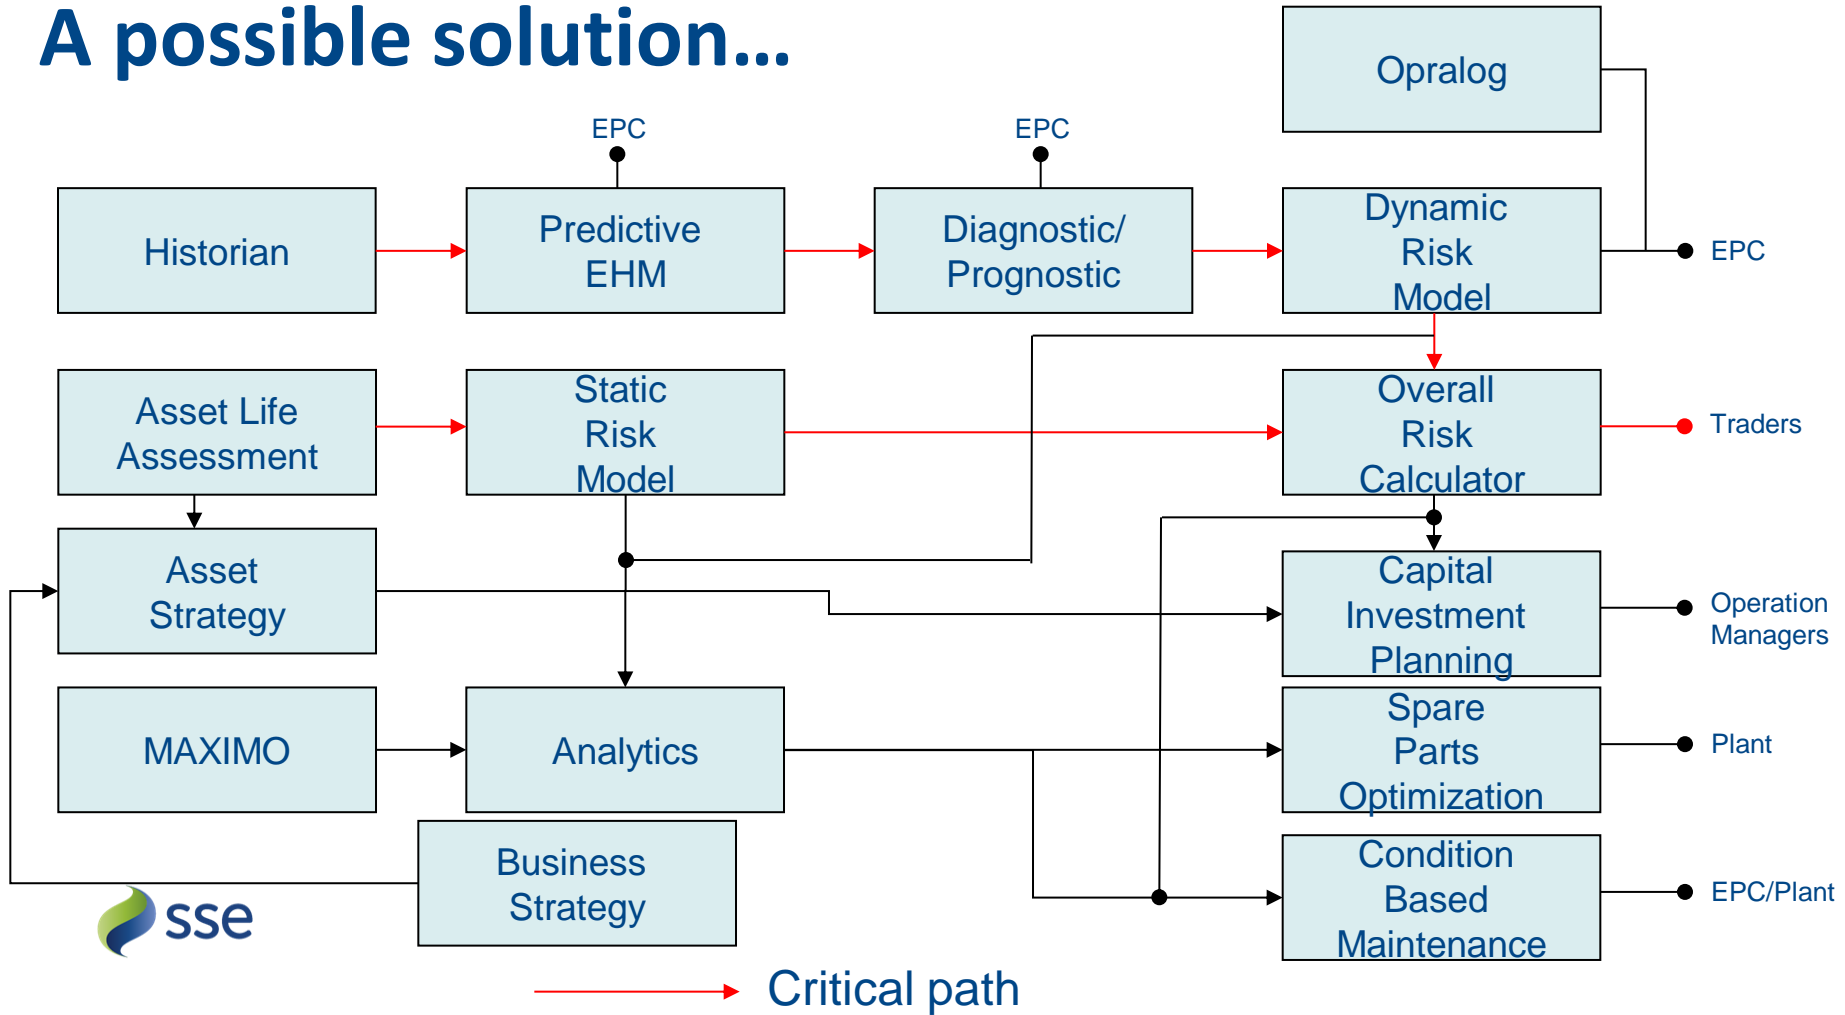 A possible solution...
Opralog
EPC
EPC
Historian
Predictive
EHM
Diagnostic/
Prognostic
Dynamic
Risk
Model
EPC
Asset Life
Assessment
Static
Risk
Model
Overall
Risk
Calculator
Traders
Asset
Strategy
Capital
Investment
Planning
Operation
Managers
MAXIMO
Analytics
Spare
Parts
Optimization
Plant
Business
Strategy
Condition
Based
Maintenance
EPC/Plant
sse
Critical path